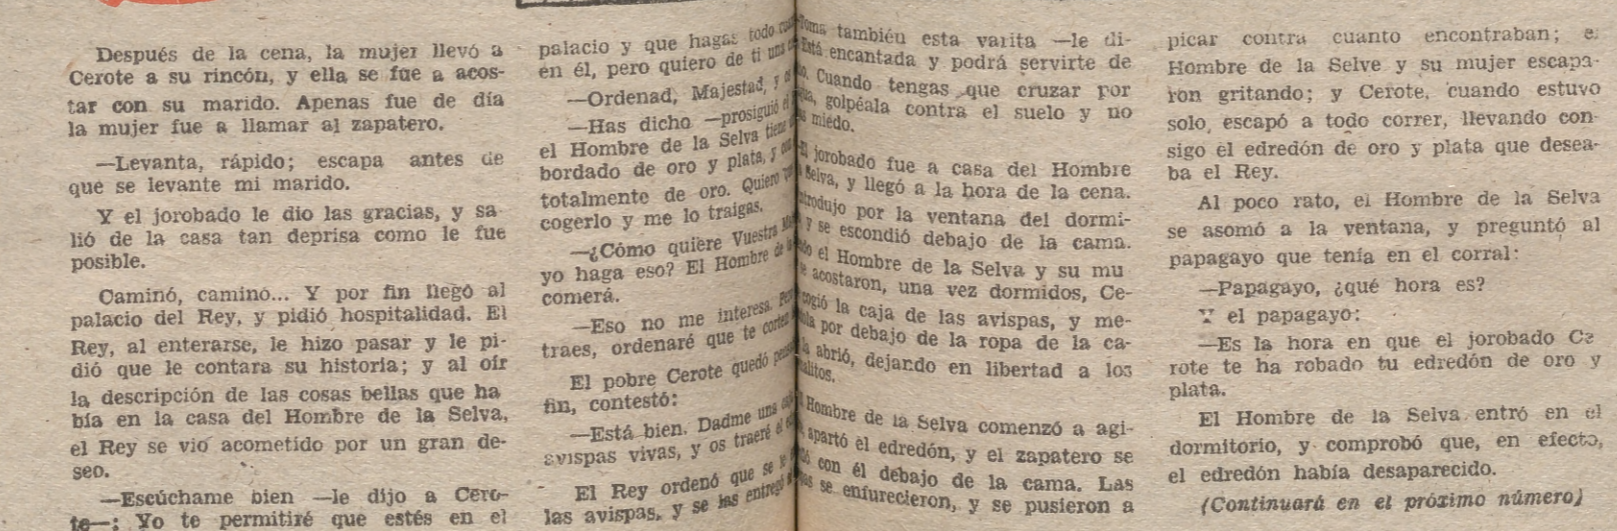 Después de la cena, la mujer llevó a
Cerote a su rincón, y ella se fue a acos-
tar con su marido. Apenas fue de día
la mujer fue a llamar al zapatero.
—Levanta, rápido; escapa antes de
que se levante mi marido.
Y el jorobado le dio las gracias, y sa
lió de la casa tan deprisa como le fue
posible.
Caminó, caminó... Y por fin llegó al
palacio del Rey, y pidió hospitalidad. El
Rey, al enterarse, le hizo pasar y le pi-
dió que le contara su historia; y al oír
la descripción de las cosas bellas que ha
bía en la casa del Hombre de la Selva,
el Rey se vio acometido por un gran de-
seo.
—Escúchame bien —le dijo a Cero-
te—: Yo te permitiré que estés en el
palacio y que hagas todo
en él, pero quiero de ti una
—Ordenad, Majestad, y
—Has dicho —prosiguió el
el Hombre de la Selva tiene
bordado de oro y plata, y
totalmente de oro. Quiero
cogerlo y me lo traigas.
—¿Cómo quiere Vuestra
yo haga eso? El Hombre de la
comerá.
—Eso no me interesa.
traes, ordenaré que te corten
El pobre Cerote quedó
fin, contestó:
—Está bien. Dadme una
avispas vivas, y os traeré el
El Rey ordenó que se
las avispas, y se las entregó
Toma también esta varita —le di-
Está encantada y podrá servirte de
Cuando tengas que cruzar por
golpéala contra el suelo y no
miedo.
El jorobado fue a casa del Hombre
Selva, y llegó a la hora de la cena.
introdujo por la ventana del dormi-
y se escondió debajo de la cama.
el Hombre de la Selva y su mu
se acostaron, una vez dormidos, Ce-
cogió la caja de las avispas, y me-
por debajo de la ropa de la ca-
la abrió, dejando en libertad a los
Hombre de la Selva comenzó a agi-
apartó el edredón, y el zapatero se
con él debajo de la cama. Las
se enfurecieron, y se pusieron a
picar contra cuanto encontraban; el
Hombre de la Selve y su mujer escapa-
ron gritando; y Cerote, cuando estuvo
solo, escapó a todo correr, llevando con-
sigo el edredón de oro y plata que desea-
ba el Rey.
Al poco rato, el Hombre de la Selva
se asomó a la ventana, y preguntó al
papagayo que tenía en el corral:
—Papagayo, ¿qué hora es?
Y el papagayo:
—Es la hora en que el jorobado Ce
rote te ha robado tu edredón de oro y
plata.
El Hombre de la Selva entró en el
dormitorio, y comprobó que, en efecto,
el edredón había desaparecido.
(Continuará en el próximo número)